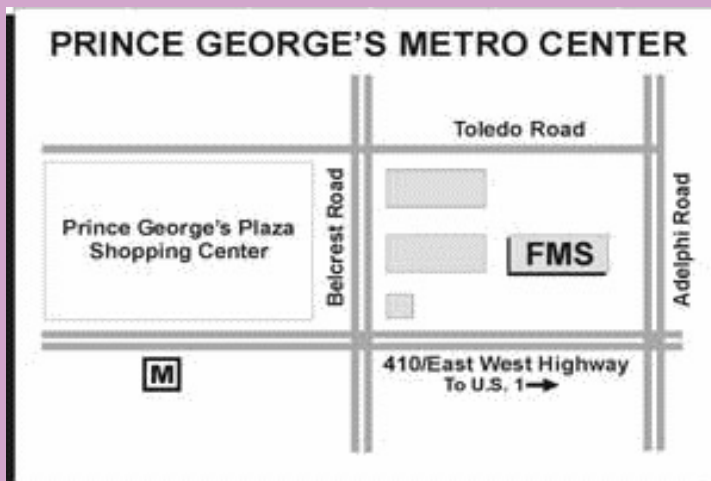 PRINCE GEORGE'S METRO CENTER
Toledo Road
Prince George's Plaza
Shopping Center
Belcrest Road
FMS
Adelphi Road
M
410/East West Highway
To U.S. 1